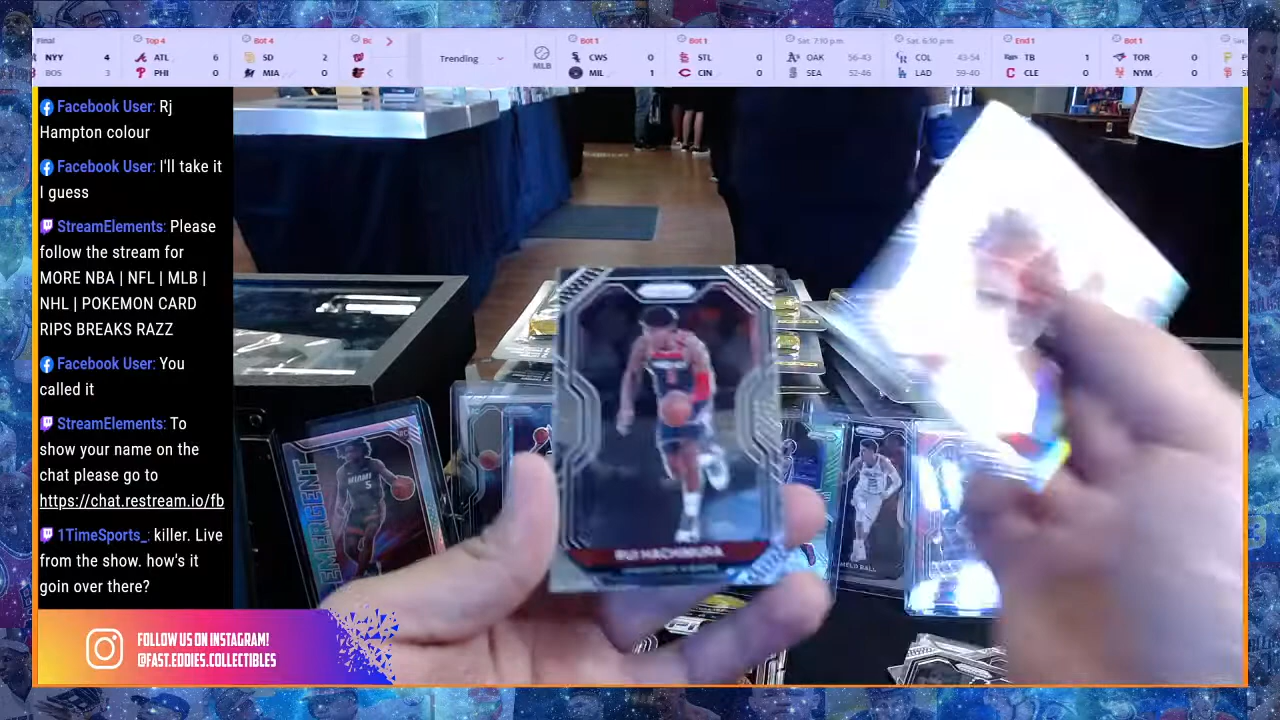 Final
NYY 4
BOS 3
Top 4
ATL 6
PHI 0
Bot 4
SD 2
MIA 0
Trending
MLB
Bot 1
CWS 0
MIL 1
Bot 1
STL 0
CIN 0
Sat. 7:10 p.m
OAK 56-43
SEA 52-46
Sat. 6:10 p.m
COL 43-54
LAD 59-40
End 1
TB 1
CLE 0
Bot 1
TOR 0
NYM 0
Facebook User: Rj
Hampton colour
Facebook User: I'll take it
I guess
StreamElements: Please
follow the stream for
MORE NBA | NFL | MLB |
NHL | POKEMON CARD
RIPS BREAKS RAZZ
Facebook User: You
called it
StreamElements: To
show your name on the
chat please go to
https://chat.restream.io/fb
1TimeSports_: killer. Live
from the show. how's it
goin over there?
FOLLOW US ON INSTAGRAM!
@FAST.EDDIES.COLLECTIBLES
EMERGENT
MIAMI
5
RUI HACHIMURA